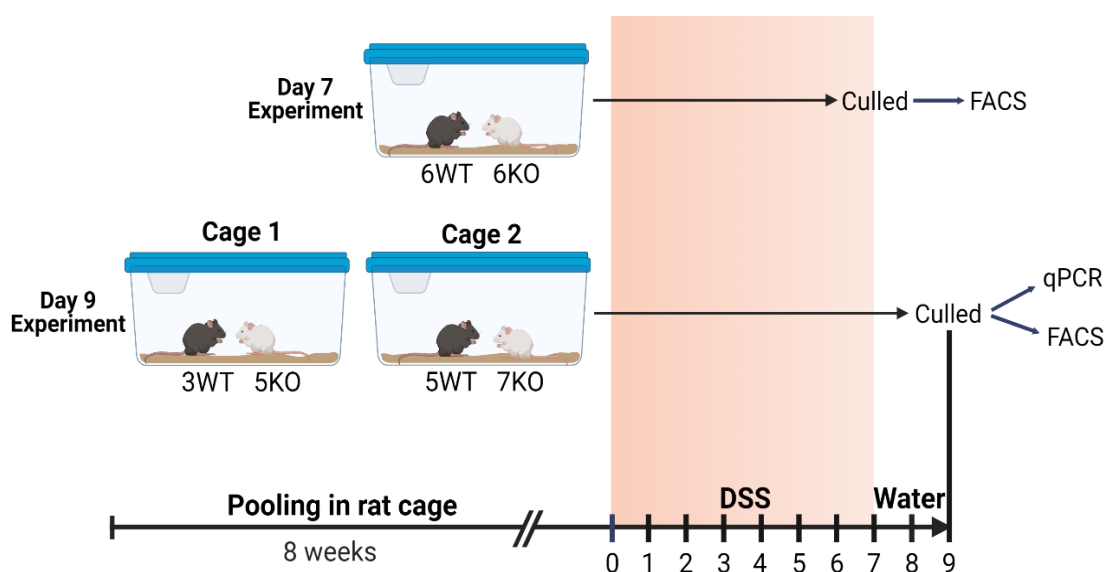 Day 7
Experiment
6WT 6KO
Culled
FACS
Cage 1
Cage 2
Day 9
Experiment
3WT 5KO
5WT 7KO
Culled
qPCR
FACS
Pooling in rat cage
8 weeks
DSS
Water
0 1 2 3 4 5 6 7 8 9